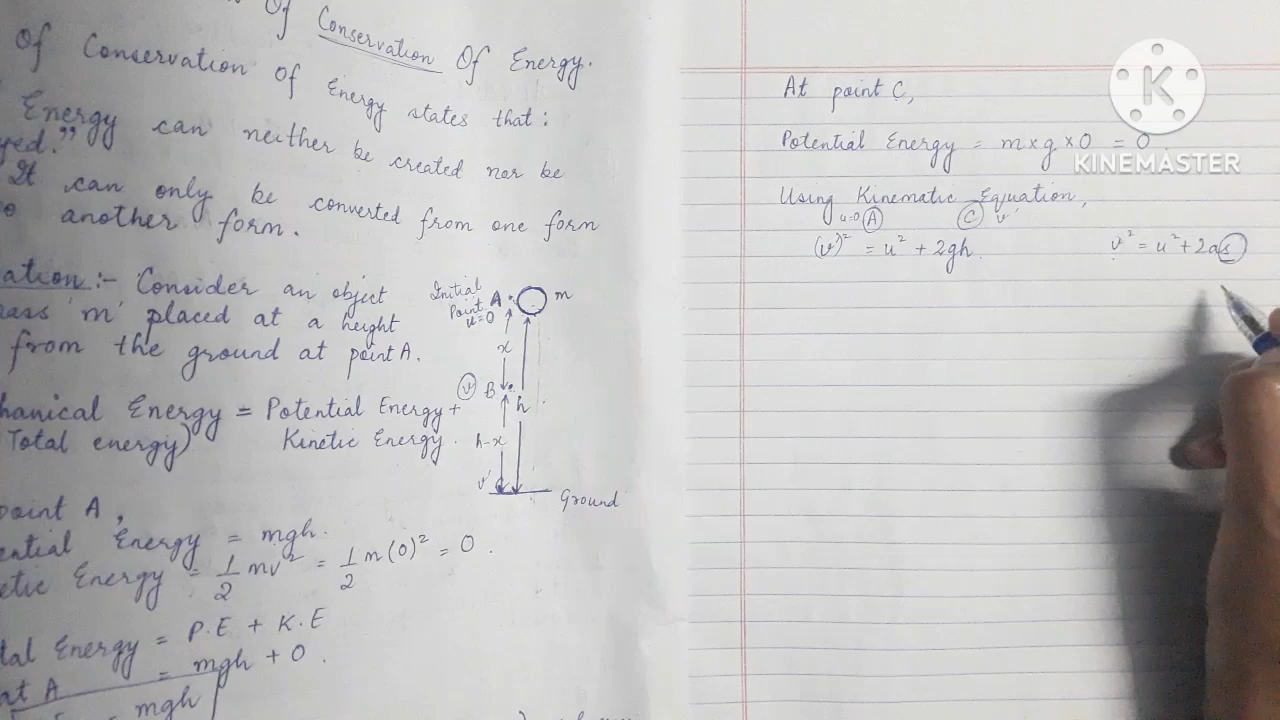 Of Conservation Of Energy.
Of Conservation of Energy states that:
Energy can neither be created nor be
yed."
It can only be converted from one form
another form.
ation:- Consider an object
mass 'm' placed at a height
from the ground at point A.
hanical Energy = Potential Energy +
Total energy) Kinetic Energy.
Initial
Point A
u=0
m
x
v B
h
h-x
v'
Ground
point A,
ential Energy = mgh.
etic Energy = 1/2 mv² = 1/2 m(0)² = 0.
tal Energy = P.E + K.E
at A = mgh + 0.
= mgh
At point C,
Potential Energy = m×g×0 = 0
Using Kinematic Equation,
u=0 A C v'
(v')² = u² + 2gh.
v² = u² + 2as
K
KINEMASTER